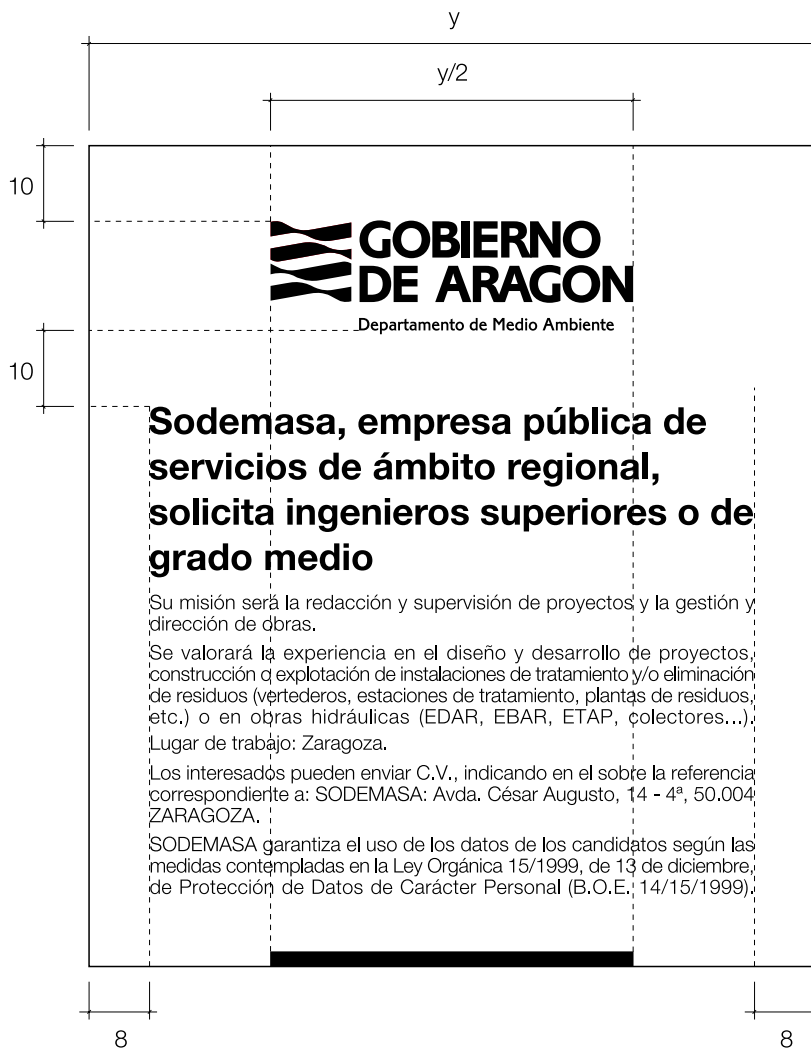 y
y/2
10
GOBIERNO
DE ARAGON
Departamento de Medio Ambiente
10
Sodemasa, empresa pública de
servicios de ámbito regional,
solicita ingenieros superiores o de
grado medio
Su misión será la redacción y supervisión de proyectos y la gestión y
dirección de obras.
Se valorará la experiencia en el diseño y desarrollo de proyectos,
construcción o explotación de instalaciones de tratamiento y/o eliminación
de residuos (vertederos, estaciones de tratamiento, plantas de residuos,
etc.) o en obras hidráulicas (EDAR, EBAR, ETAP, colectores...).
Lugar de trabajo: Zaragoza.
Los interesados pueden enviar C.V., indicando en el sobre la referencia
correspondiente a: SODEMASA: Avda. César Augusto, 14 - 4ª, 50.004
ZARAGOZA.
SODEMASA garantiza el uso de los datos de los candidatos según las
medidas contempladas en la Ley Orgánica 15/1999, de 13 de diciembre,
de Protección de Datos de Carácter Personal (B.O.E. 14/15/1999).
8
8